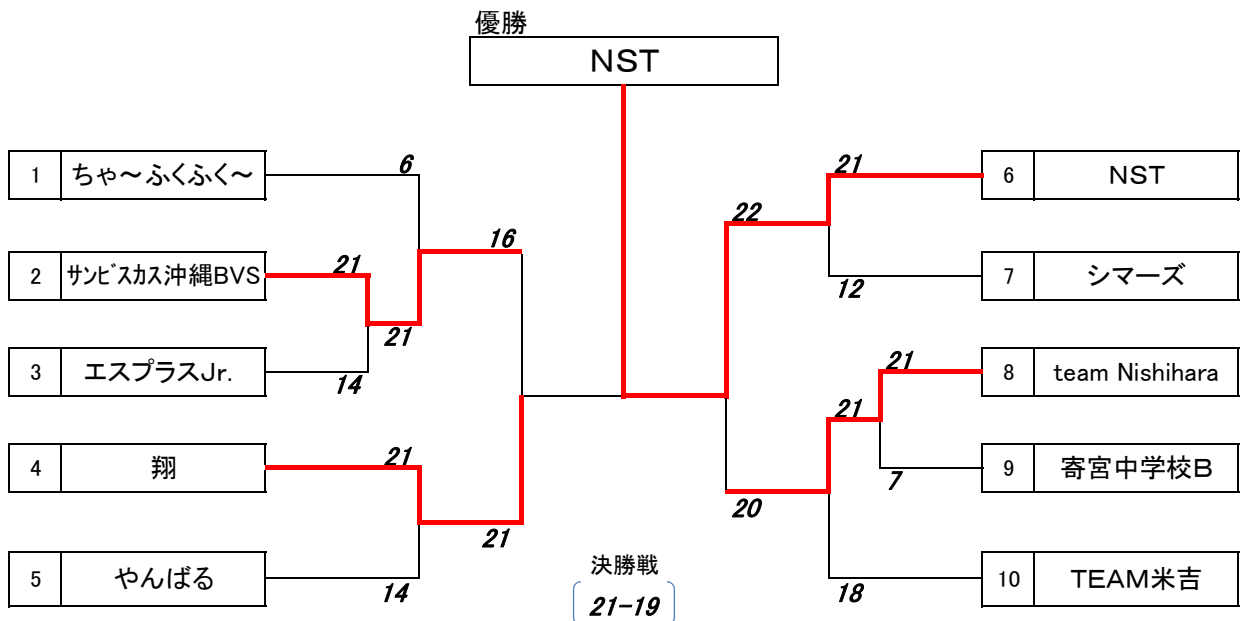 優勝
NST
6
21
1 ちゃ～ふくふく～
6 NST
22
16
2 サンビスカス沖縄BVS
21
12
7 シマーズ
21
3 エスプラスJr.
14
21
8 team Nishihara
21
4 翔
21
7
9 寄宮中学校B
20
21
決勝戦
5 やんばる
14
21-19
18
10 TEAM米吉